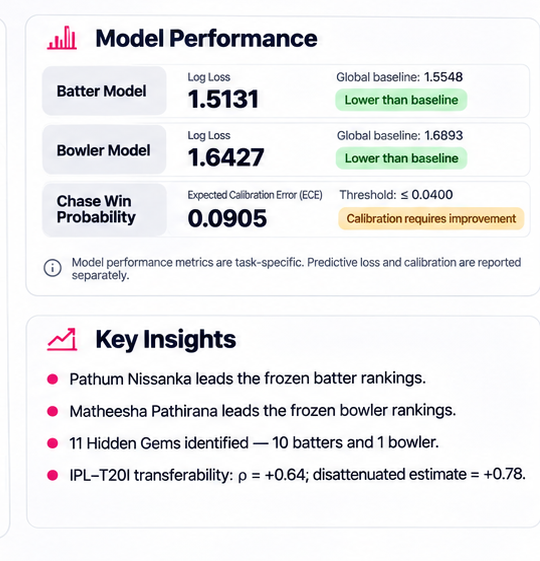 Model Performance
Batter Model
Log Loss
1.5131
Global baseline: 1.5548
Lower than baseline
Bowler Model
Log Loss
1.6427
Global baseline: 1.6893
Lower than baseline
Chase Win
Probability
Expected Calibration Error (ECE)
0.0905
Threshold: ≤ 0.0400
Calibration requires improvement
Model performance metrics are task-specific. Predictive loss and calibration are reported
separately.
Key Insights
Pathum Nissanka leads the frozen batter rankings.
Matheesha Pathirana leads the frozen bowler rankings.
11 Hidden Gems identified — 10 batters and 1 bowler.
IPL–T20I transferability: ρ = +0.64; disattenuated estimate = +0.78.